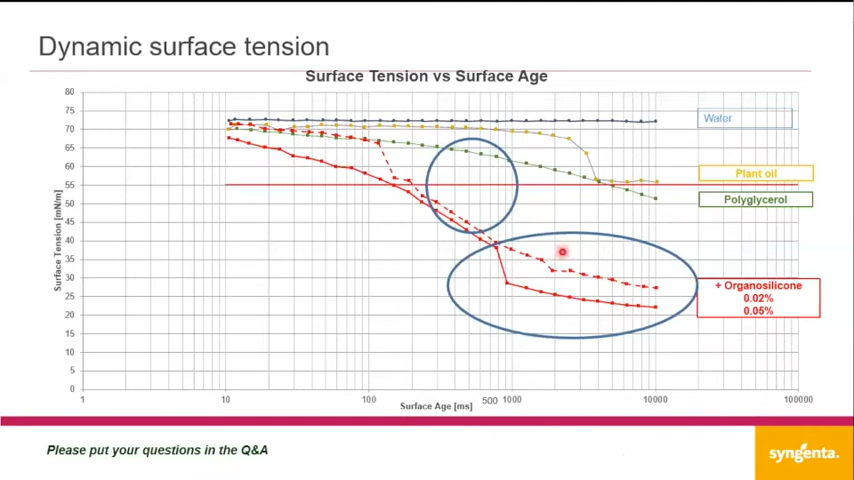 Dynamic surface tension
Surface Tension vs Surface Age
80
75
70
65
60
55
50
45
40
35
30
25
20
15
10
5
0
Surface Tension [mN/m]
1
10
100
500
1000
10000
100000
Surface Age [ms]
Water
Plant oil
Polyglycerol
+ Organosilicone
0.02%
0.05%
Please put your questions in the Q&A
syngenta.